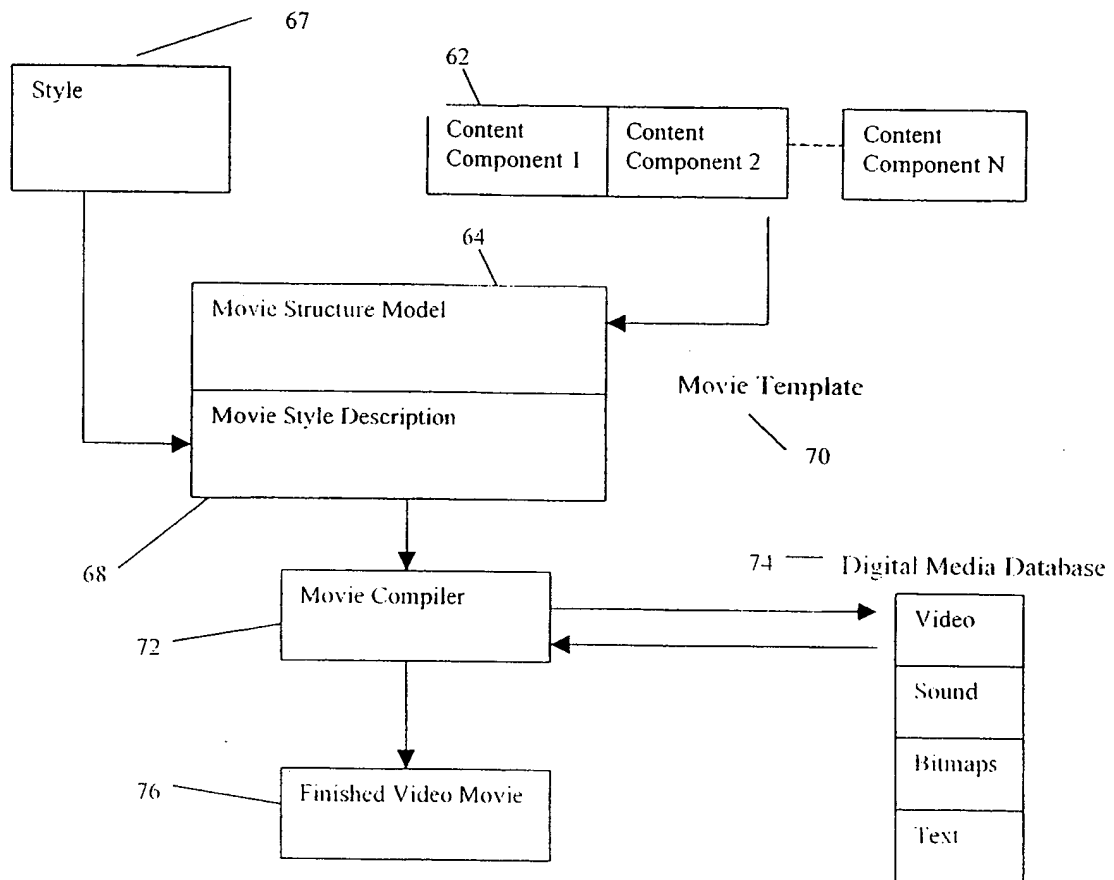 67
Style
62
Content
Component 1
Content
Component 2
Content
Component N
64
Movie Structure Model
Movie Template
70
Movie Style Description
68
74
Digital Media Database
Movie Compiler
72
Video
Sound
Bitmaps
Text
76
Finished Video Movie